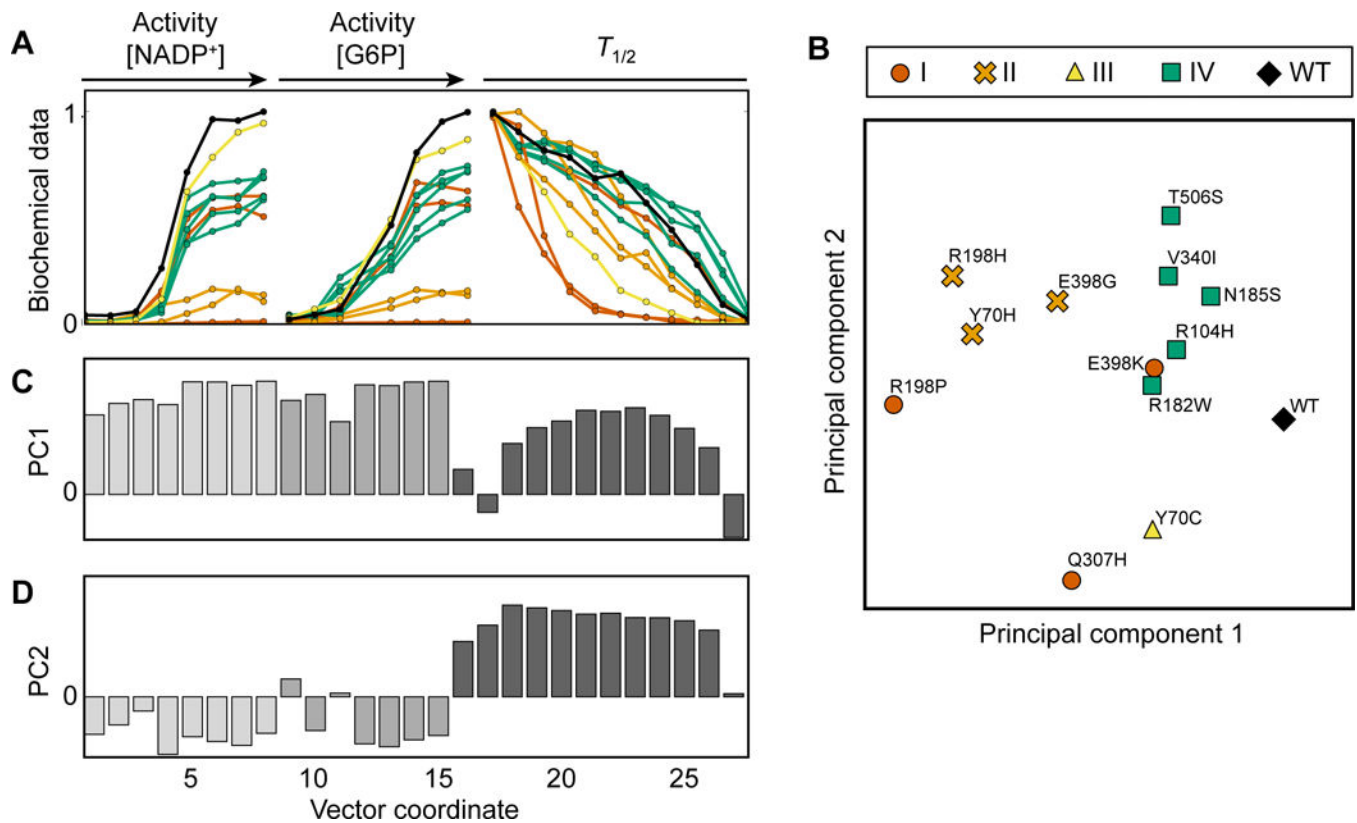 A
Activity
[NADP+]
Activity
[G6P]
T1/2
Biochemical data
1
0
B
I II III IV WT
T506S
R198H
V340I
E398G
N185S
Y70H
R104H
E398K
R198P
R182W
WT
Y70C
Q307H
Principal component 2
Principal component 1
C
PC1
0
D
PC2
0
5 10 15 20 25
Vector coordinate